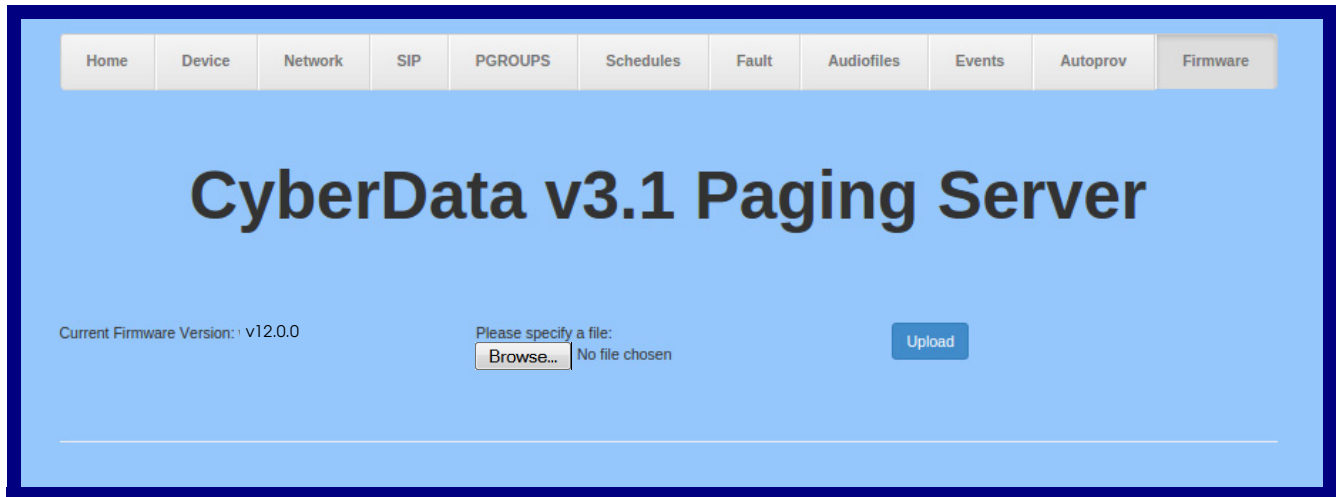 Home Device Network SIP PGROUPS Schedules Fault Audiofiles Events Autoprov Firmware
CyberData v3.1 Paging Server
Current Firmware Version: v12.0.0
Please specify a file:
Browse... No file chosen
Upload